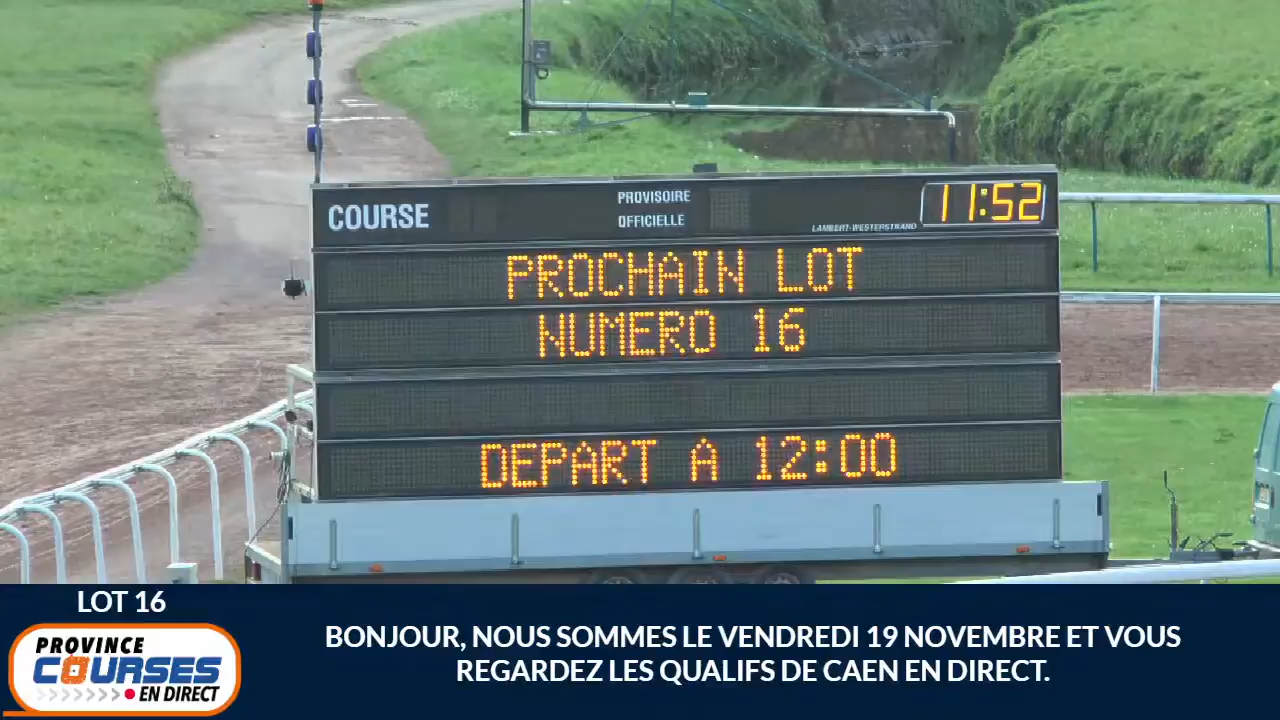 COURSE
PROVISOIRE
OFFICIELLE
11:52
LAMBERT-WESTERSTRAND
PROCHAIN LOT
NUMERO 16
DEPART A 12:00
LOT 16
PROVINCE
COURSES
EN DIRECT
BONJOUR, NOUS SOMMES LE VENDREDI 19 NOVEMBRE ET VOUS
REGARDEZ LES QUALIFS DE CAEN EN DIRECT.